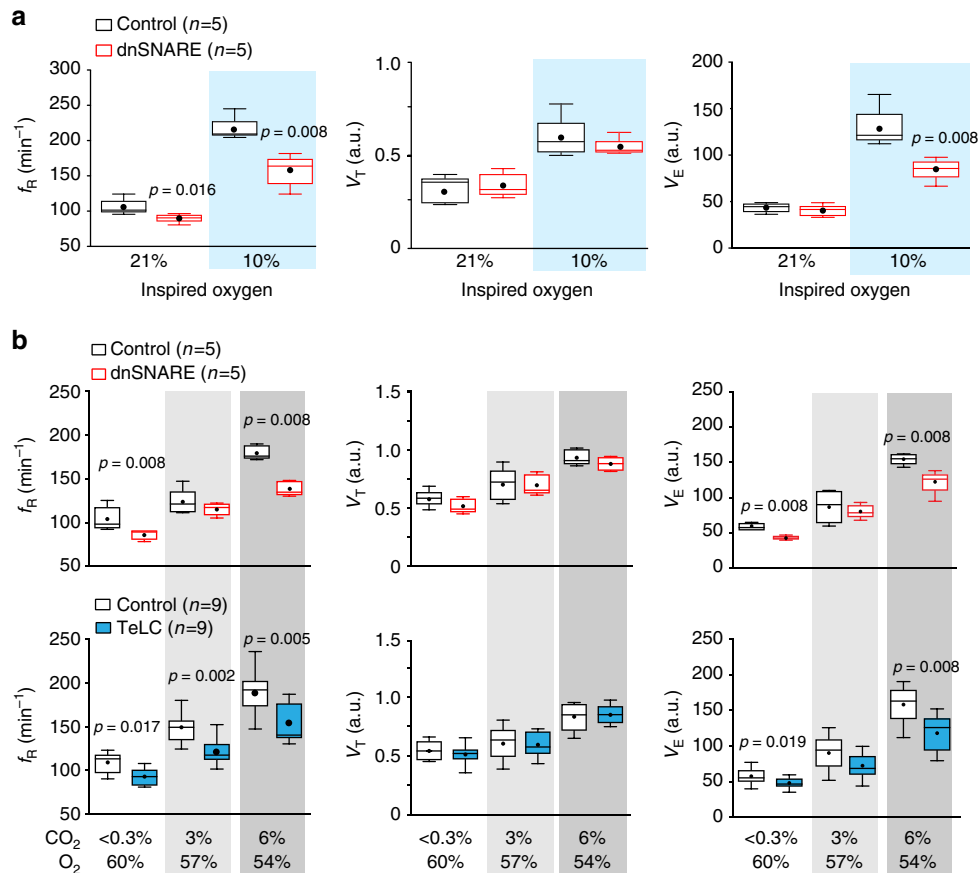 a
Control (n=5)
dnSNARE (n=5)
300
250
200
150
100
50
fR (min−1)
p = 0.016
p = 0.008
21%
10%
Inspired oxygen
1.0
0.5
0
VT (a.u.)
21%
10%
Inspired oxygen
200
150
100
50
0
VE (a.u.)
p = 0.008
21%
10%
Inspired oxygen
b
Control (n=5)
dnSNARE (n=5)
250
200
150
100
50
fR (min−1)
p = 0.008
p = 0.008
1.5
1.0
0.5
0
VT (a.u.)
250
200
150
100
50
0
VE (a.u.)
p = 0.008
p = 0.008
Control (n=9)
TeLC (n=9)
250
200
150
100
50
fR (min−1)
p = 0.017
p = 0.002
p = 0.005
1.5
1.0
0.5
0
VT (a.u.)
250
200
150
100
50
0
VE (a.u.)
p = 0.019
p = 0.008
CO2 <0.3% 3% 6% <0.3% 3% 6% <0.3% 3% 6%
O2 60% 57% 54% 60% 57% 54% 60% 57% 54%